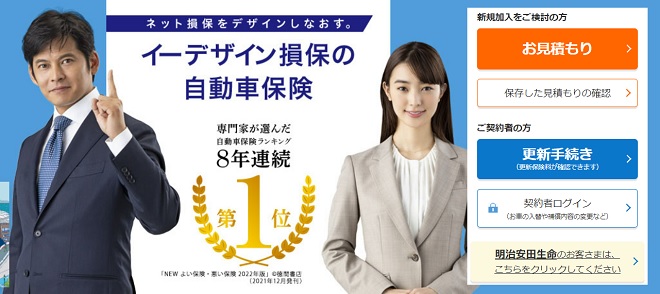 ネット損保をデザインしなおす。
イーデザイン損保の
自動車保険
専門家が選んだ
自動車保険ランキング
8年連続
第1位
「NEW よい保険・悪い保険 2022年版」©徳間書店
(2021年12月発刊)
新規加入をご検討の方
お見積もり
保存した見積もりの確認
ご契約者の方
更新手続き
(更新保険料が確認できます)
契約者ログイン
(お車の入替や補償内容の変更など)
明治安田生命のお客さまは、
こちらをクリックしてください